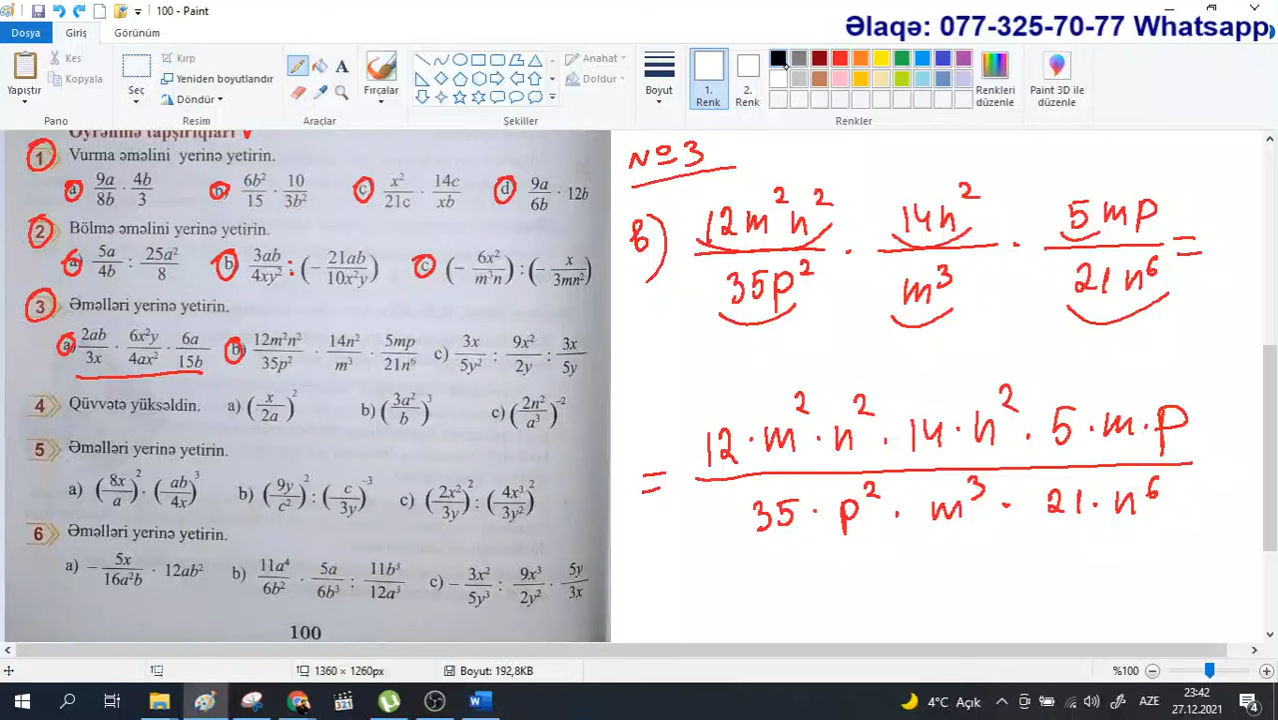 100 - Paint
Əlaqə: 077-325-70-77 Whatsapp
Dosya Giriş Görünüm
Yapıştır
Kes
Kopyala
Pano
Seç
Kırp
Yeniden boyutlandır
Döndür
A
Araçlar
Fırçalar
Şekiller
Anahat
Doldur
Boyut
1. Renk
2. Renk
Renkler
Renkleri düzenle
Paint 3D ile düzenle
Öyrənmə tapşırıqları
1 Vurma əməlini yerinə yetirin.
a) 9a/8b · 4b/3 b) 6b²/15 · 10/3b² c) x²/21c · 14c/xb d) 9a/6b · 12b
2 Bölmə əməlini yerinə yetirin.
a) 5a/4b : 25a²/8 b) 3ab/4xy² : (− 21ab/10x²y) c) (− 6x²/m³n) : (− x/3mn²)
3 Əməlləri yerinə yetirin.
a) 2ab/3x · 6x²y/4ax² · 6a/15b b) 12m²n²/35p² · 14n²/m³ · 5mp/21n⁶ c) 3x/5y² : 9x²/2y : 3x/5y
4 Qüvvətə yüksəldin. a) (x/2a)² b) (3a²/b)³ c) (2n²/a³)⁻²
5 Əməlləri yerinə yetirin.
a) (8x/a)² · (ab/4x)³ b) (9y/c²)² : (−c/3y)⁻³ c) (2x²/3y)² : (4x³/3y²)²
6 Əməlləri yerinə yetirin.
a) − 5x/16a²b · 12ab² b) 11a⁴/6b² · 5a/6b³ : 11b³/12a³ c) − 3x²/5y³ : 9x³/2y² · 5y/3x
100
№3
b) 12m²n²/35p² · 14n²/m³ · 5mp/21n⁶ =
= 12·m²·n²·14·n²·5·m·p / 35·p²·m³·21·n⁶
1360 × 1260px
Boyut: 192,8KB
%100
4°C Açık
AZE
23:42
27.12.2021
4